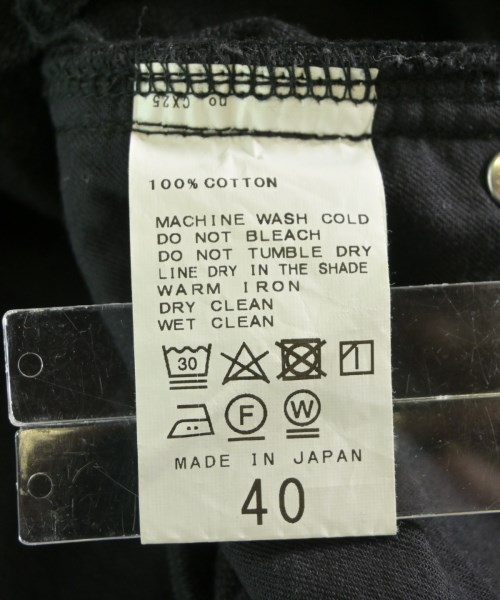 100% COTTON
MACHINE WASH COLD
DO NOT BLEACH
DO NOT TUMBLE DRY
LINE DRY IN THE SHADE
WARM IRON
DRY CLEAN
WET CLEAN
30
F W
MADE IN JAPAN
40